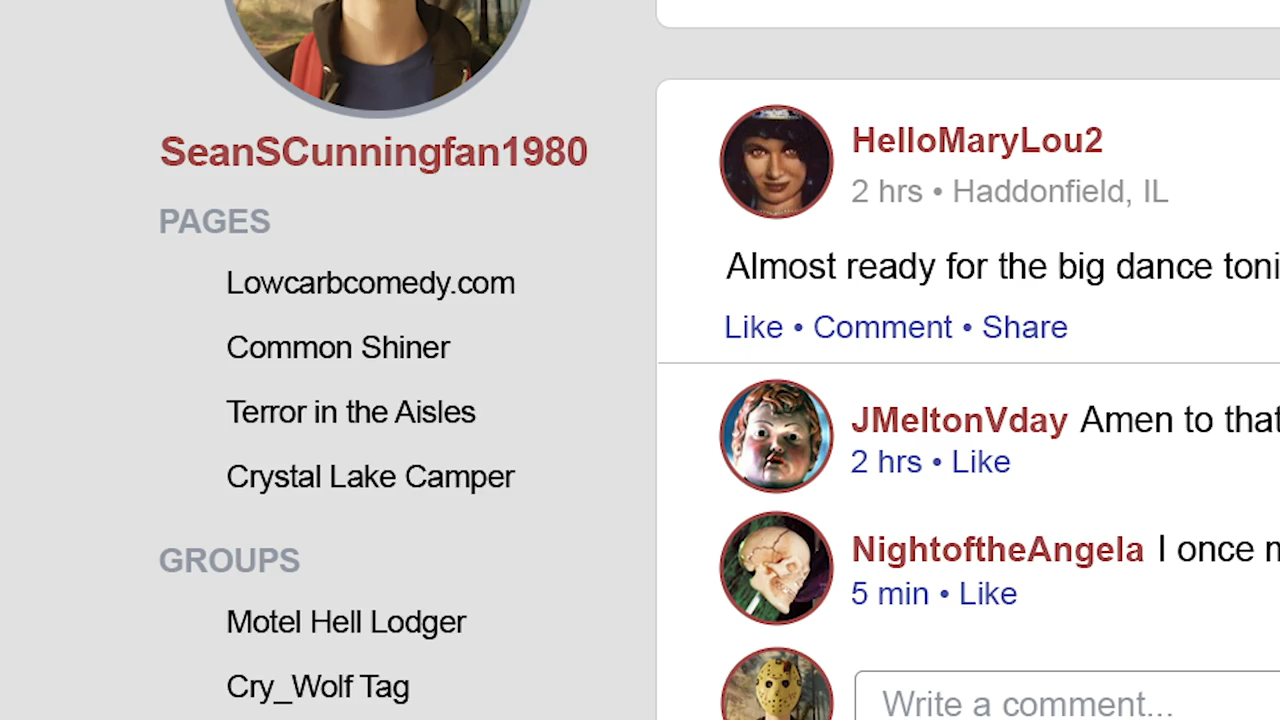 SeanSCunningfan1980
PAGES
Lowcarbcomedy.com
Common Shiner
Terror in the Aisles
Crystal Lake Camper
GROUPS
Motel Hell Lodger
Cry_Wolf Tag
HelloMaryLou2
2 hrs • Haddonfield, IL
Almost ready for the big dance toni
Like • Comment • Share
JMeltonVday Amen to that
2 hrs • Like
NightoftheAngela I once m
5 min • Like
Write a comment...